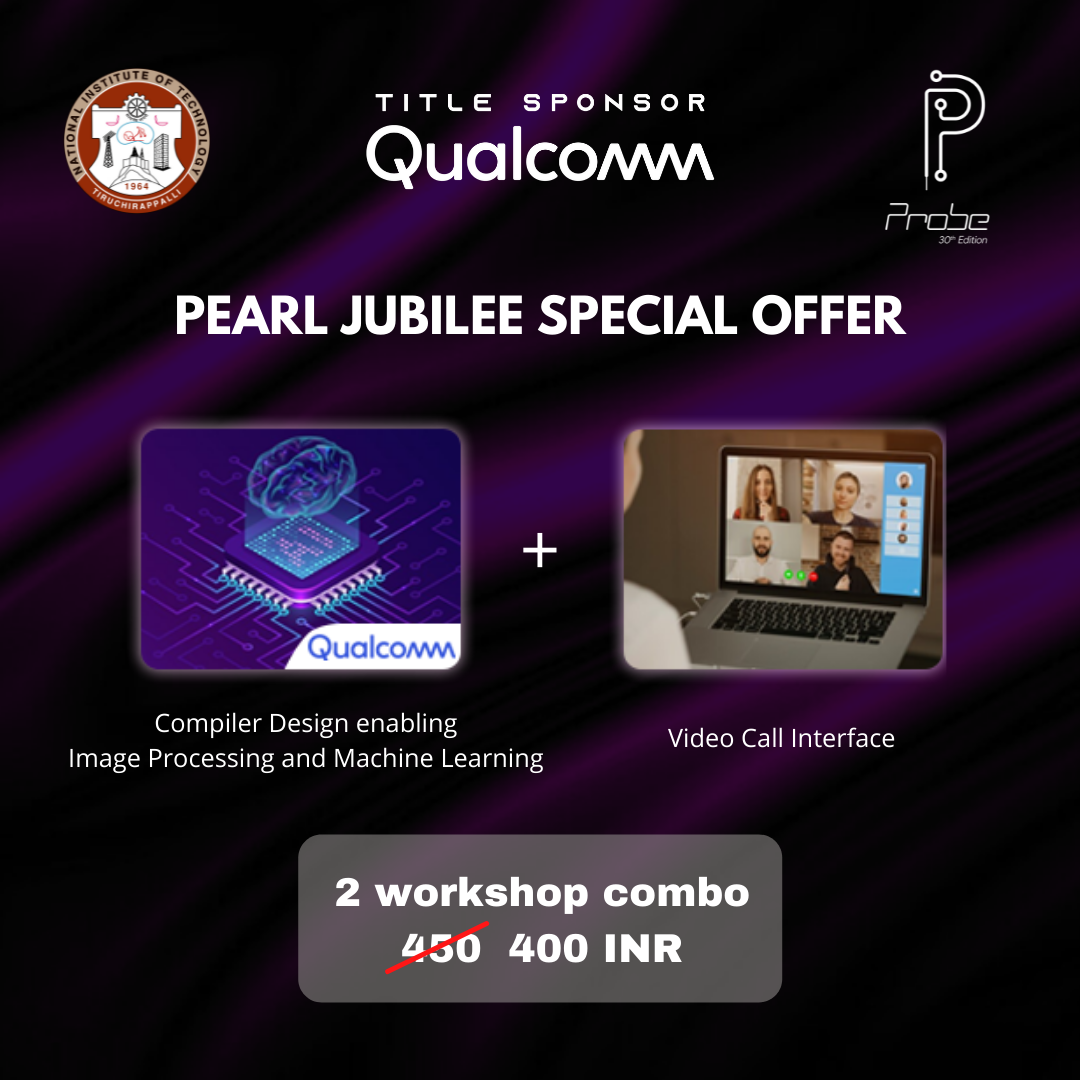 NATIONAL INSTITUTE OF TECHNOLOGY
1964
TIRUCHIRAPPALLI
TITLE SPONSOR
Qualcomm
Probe
30th Edition
PEARL JUBILEE SPECIAL OFFER
Qualcomm
+
Compiler Design enabling
Image Processing and Machine Learning
Video Call Interface
2 workshop combo
450 400 INR